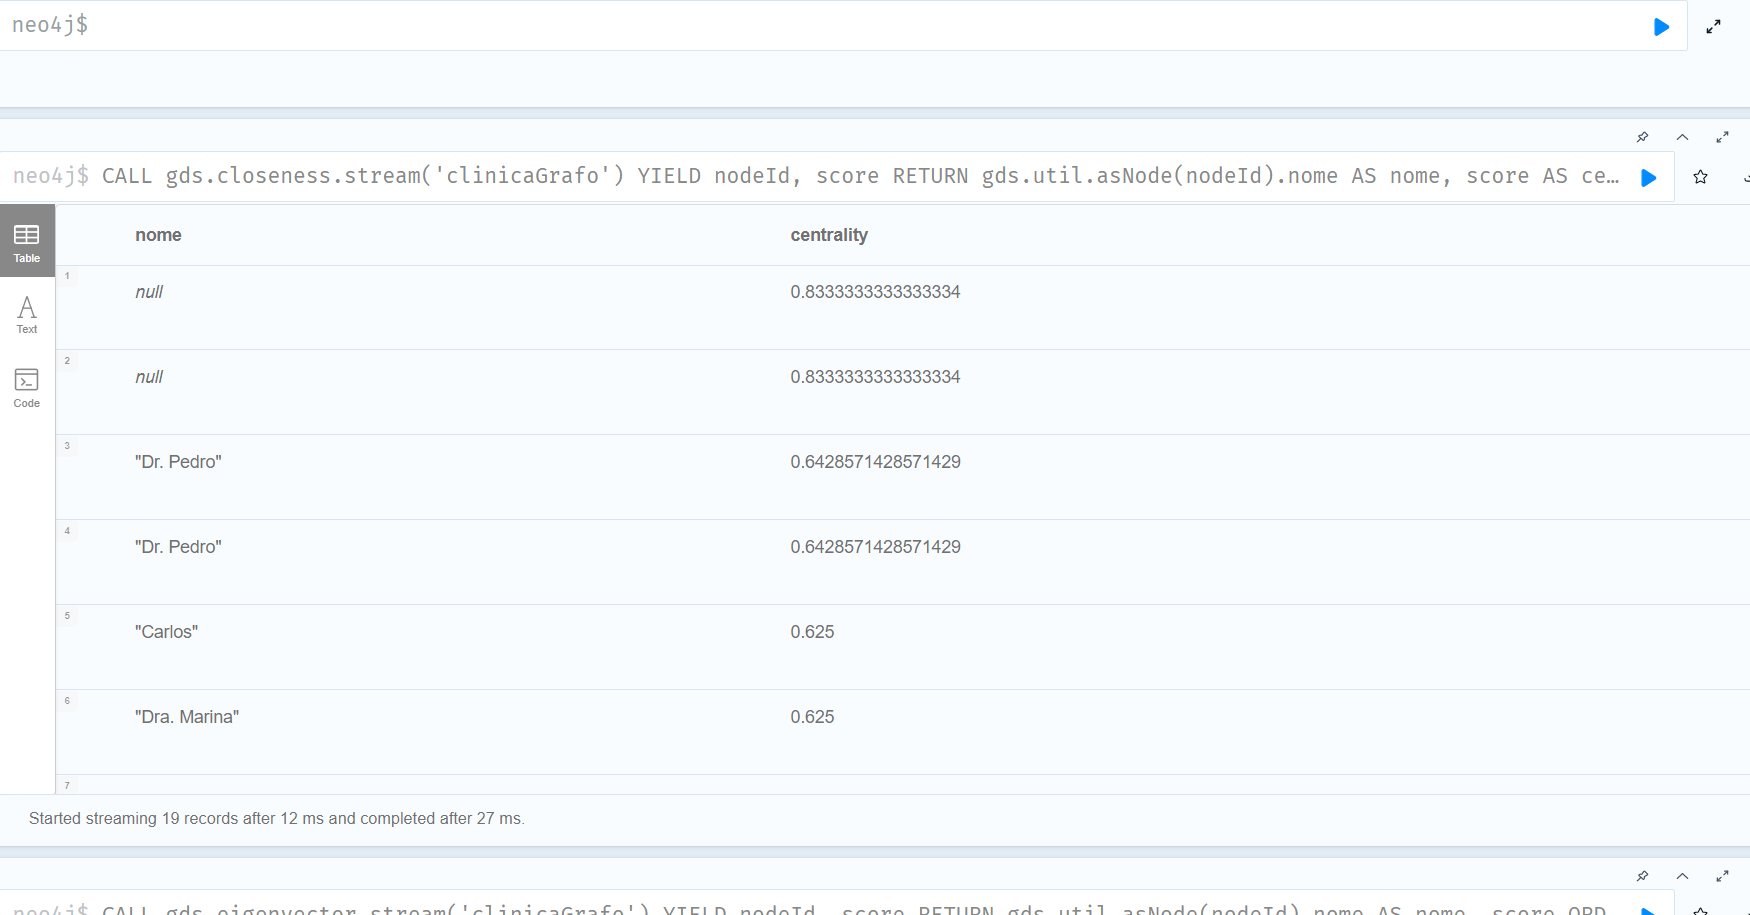 neo4j$
neo4j$ CALL gds.closeness.stream('clinicaGrafo') YIELD nodeId, score RETURN gds.util.asNode(nodeId).nome AS nome, score AS ce…
Table
Text
Code
nome centrality
1
null 0.8333333333333334
2
null 0.8333333333333334
3
"Dr. Pedro" 0.6428571428571429
4
"Dr. Pedro" 0.6428571428571429
5
"Carlos" 0.625
6
"Dra. Marina" 0.625
7
Started streaming 19 records after 12 ms and completed after 27 ms.
neo4j$ CALL gds.eigenvector.stream('clinicaGrafo') YIELD nodeId, score RETURN gds.util.asNode(nodeId).nome AS nome, score ORD…